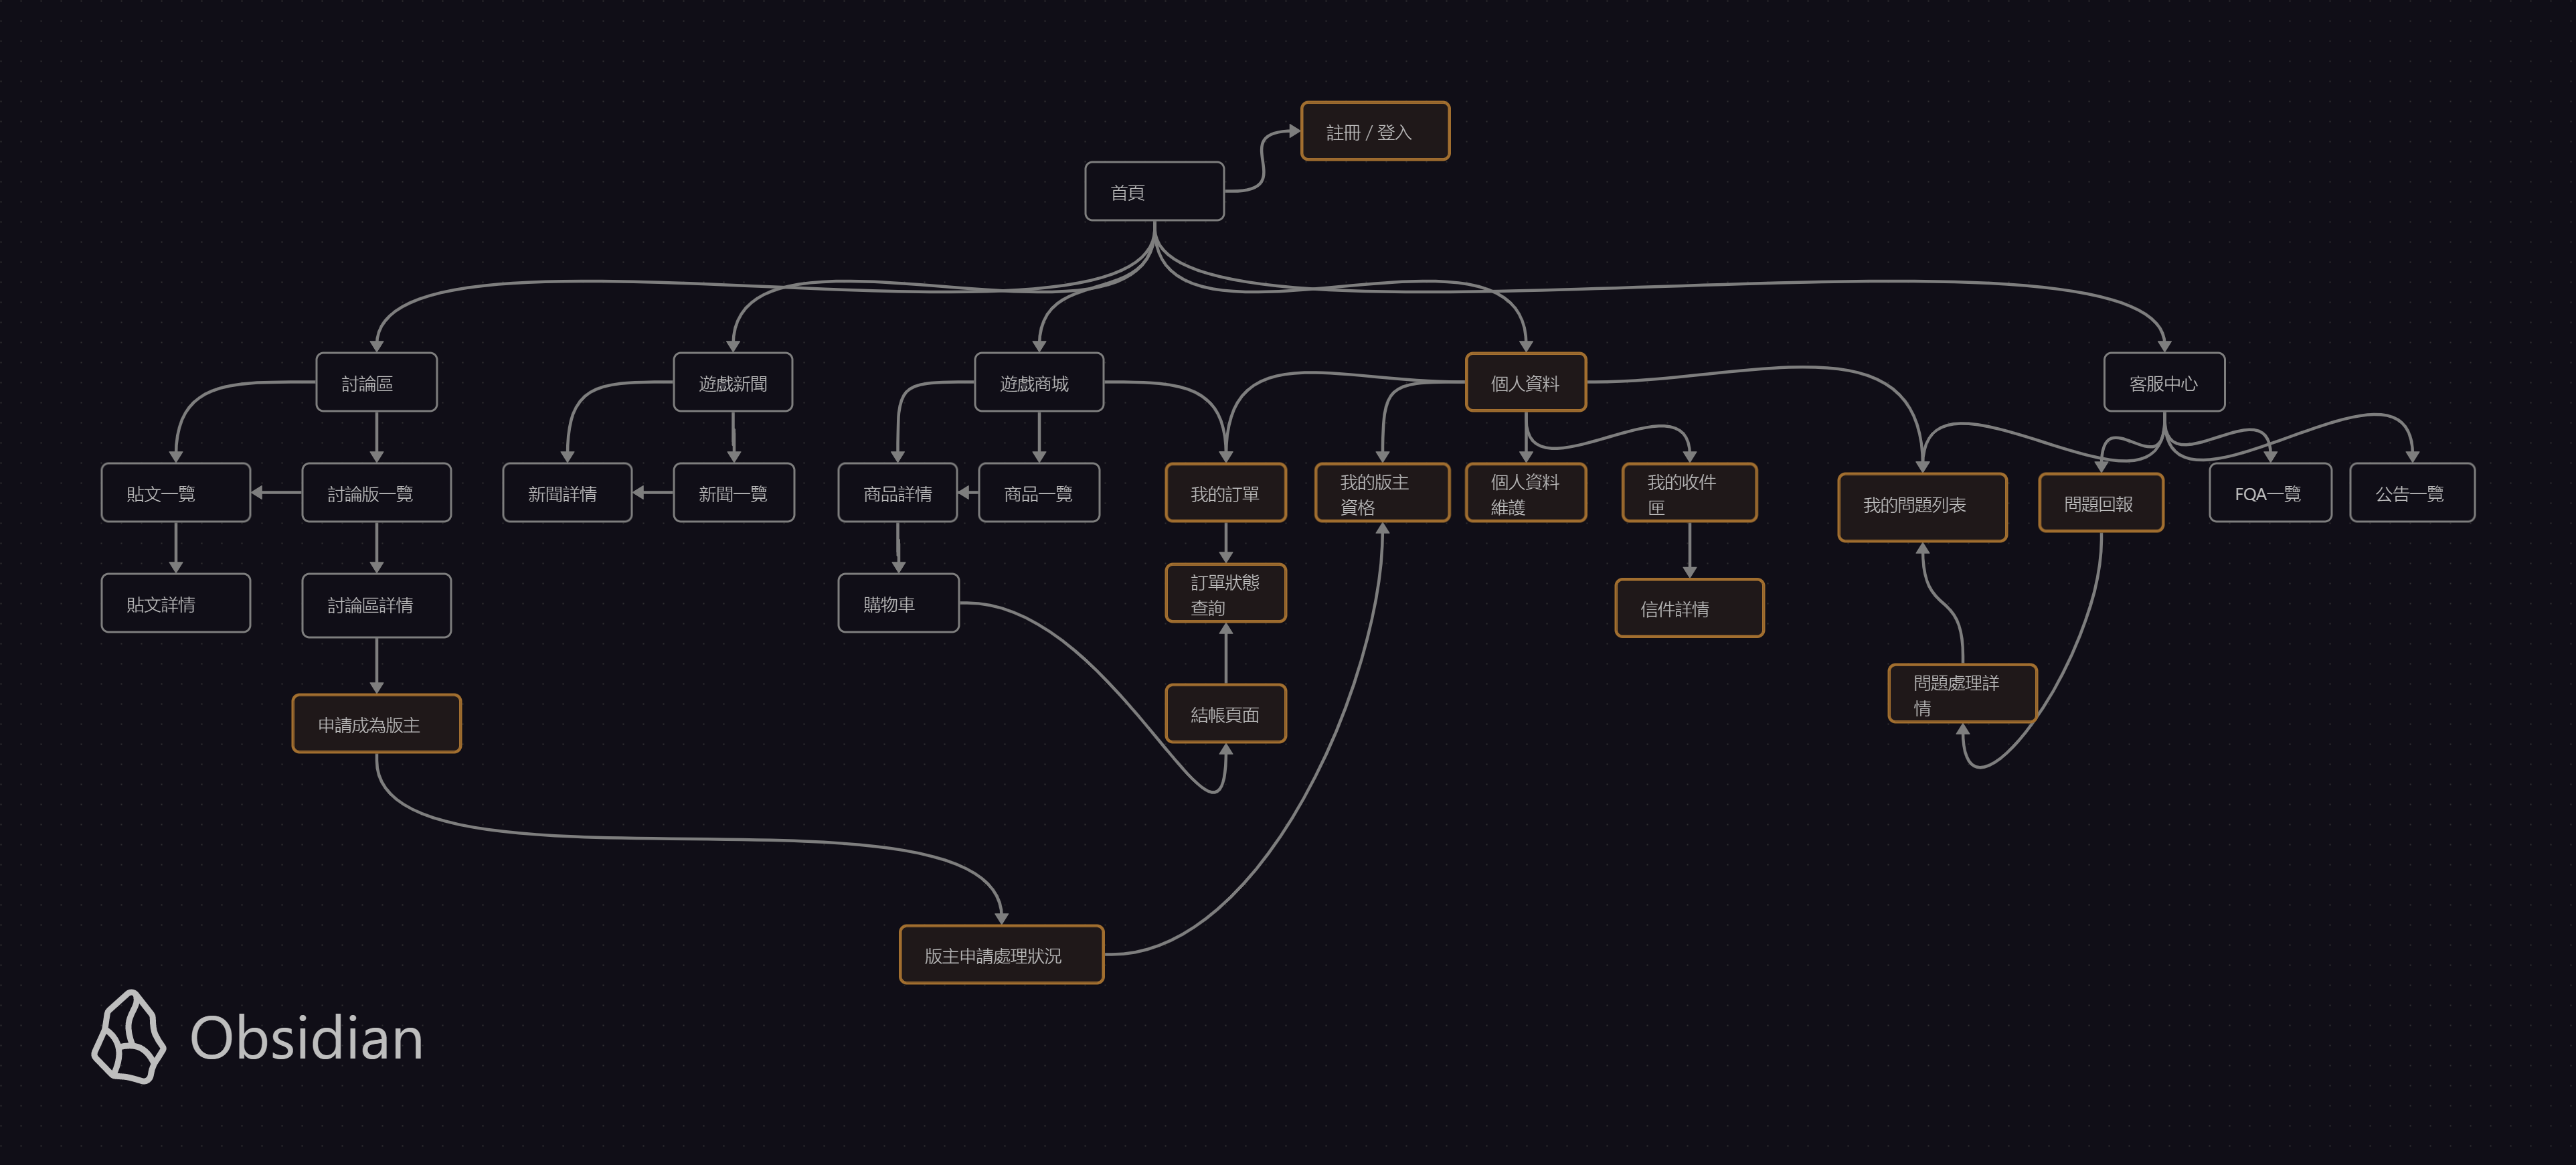 註冊 / 登入
首頁
討論區
遊戲新聞
遊戲商城
個人資料
客服中心
貼文一覽
討論版一覽
新聞詳情
新聞一覽
商品詳情
商品一覽
我的訂單
我的版主
資格
個人資料
維護
我的收件
匣
我的問題列表
問題回報
FQA一覽
公告一覽
貼文詳情
討論區詳情
購物車
訂單狀態
查詢
信件詳情
申請成為版主
結帳頁面
問題處理詳
情
版主申請處理狀況
Obsidian